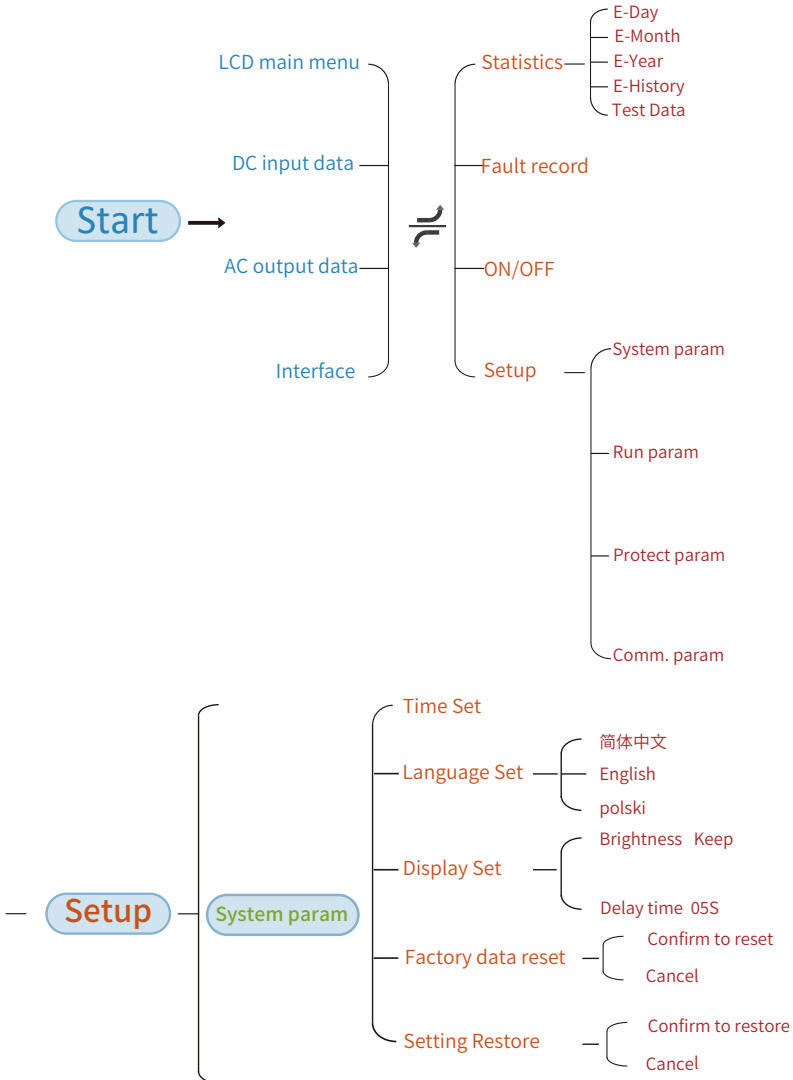 Start
LCD main menu
DC input data
AC output data
Interface
Statistics
E-Day
E-Month
E-Year
E-History
Test Data
Fault record
ON/OFF
Setup
System param
Run param
Protect param
Comm. param
Setup
System param
Time Set
Language Set
简体中文
English
polski
Display Set
Brightness Keep
Delay time 05S
Factory data reset
Confirm to reset
Cancel
Setting Restore
Confirm to restore
Cancel